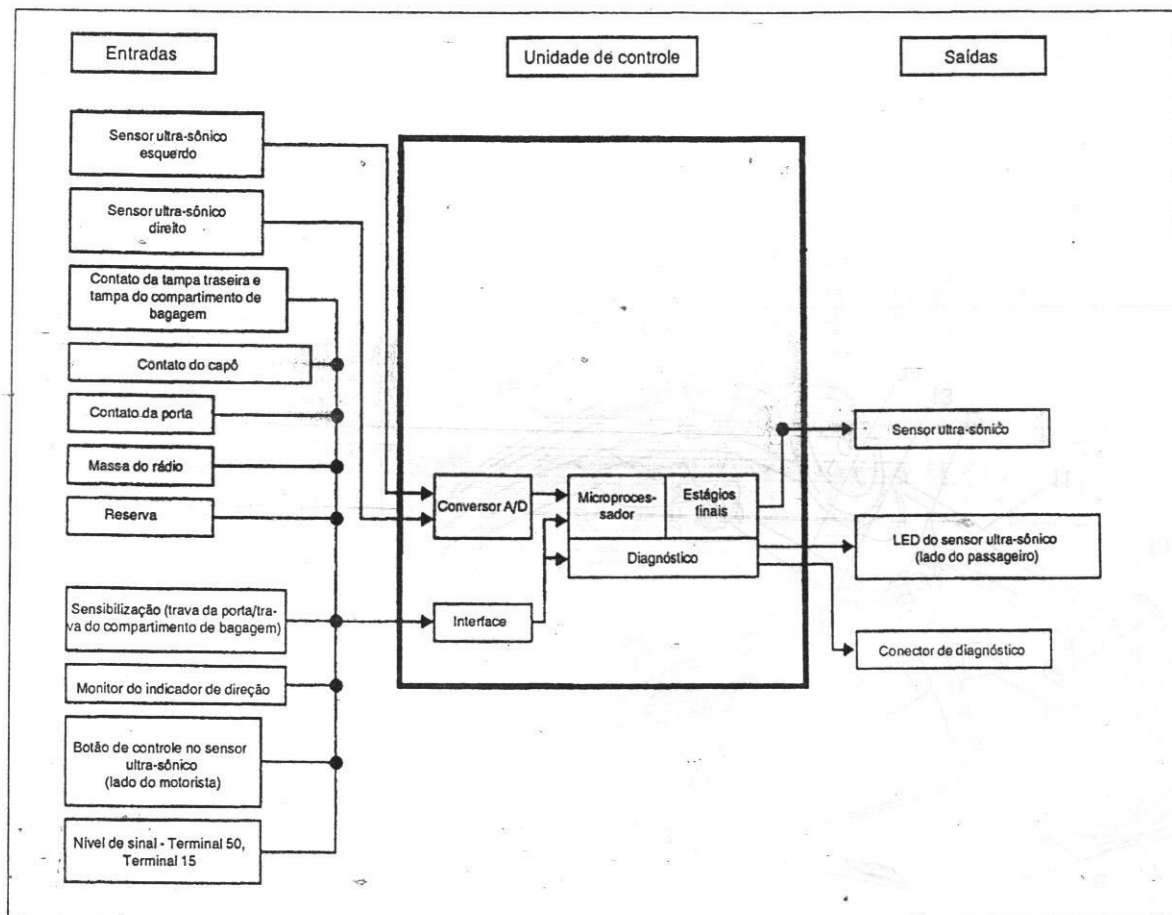 Entradas
Unidade de controle
Saídas
Sensor ultra-sônico
esquerdo
Sensor ultra-sônico
direito
Contato da tampa traseira e
tampa do compartimento de
bagagem
Contato do capô
Contato da porta
Massa do rádio
Reserva
Sensibilização (trava da porta/tra-
va do compartimento de bagagem)
Monitor do indicador de direção
Botão de controle no sensor
ultra-sônico
(lado do motorista)
Nível de sinal - Terminal 50,
Terminal 15
Conversor A/D
Interface
Microproces-
sador
Estágios
finais
Diagnóstico
Sensor ultra-sônico
LED do sensor ultra-sônico
(lado do passageiro)
Conector de diagnóstico